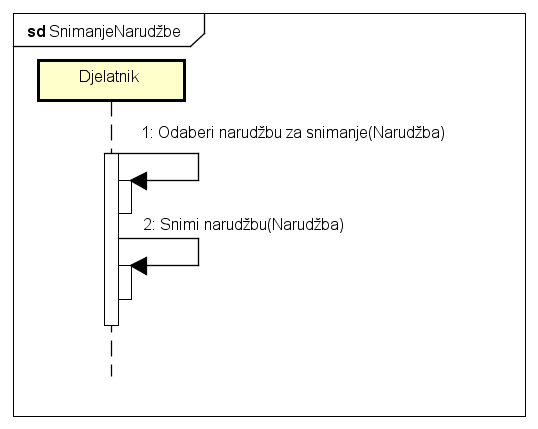 sd SnimanjeNarudžbe
Djelatnik
1: Odaberi narudžbu za snimanje(Narudžba)
2: Snimi narudžbu(Narudžba)